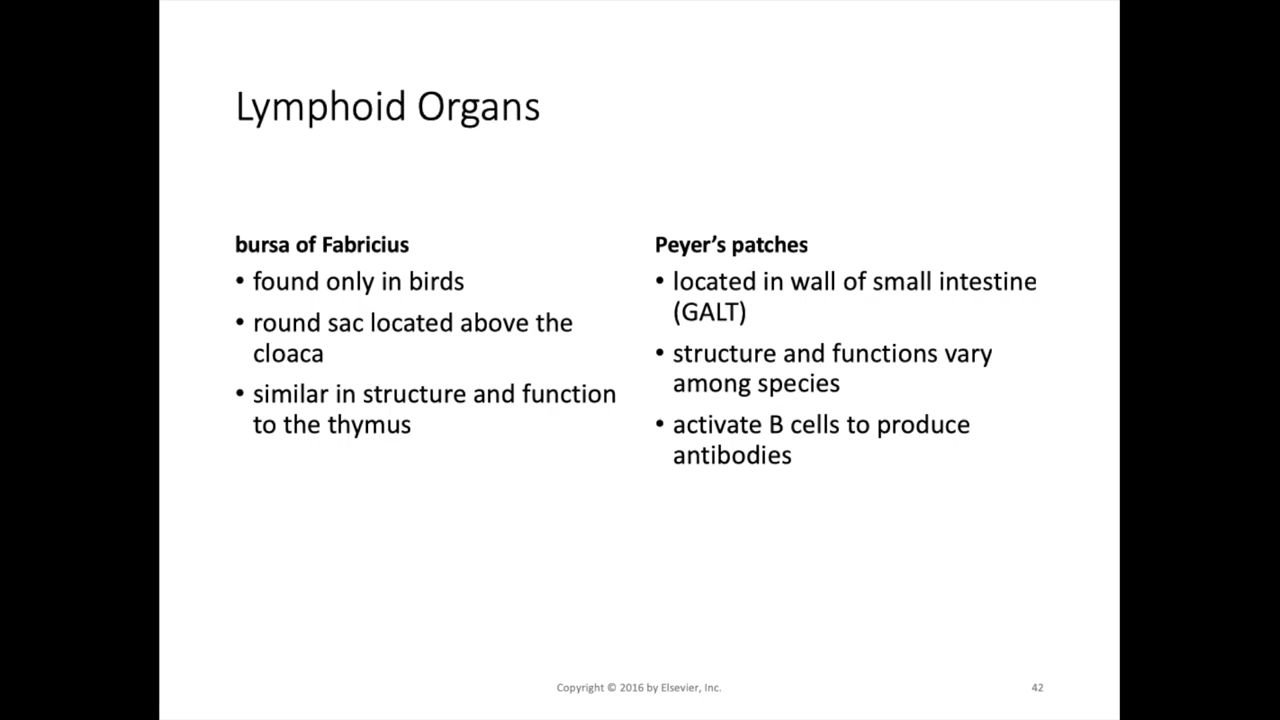 Lymphoid Organs
bursa of Fabricius
• found only in birds
• round sac located above the
cloaca
• similar in structure and function
to the thymus
Peyer’s patches
• located in wall of small intestine
(GALT)
• structure and functions vary
among species
• activate B cells to produce
antibodies
Copyright © 2016 by Elsevier, Inc.
42